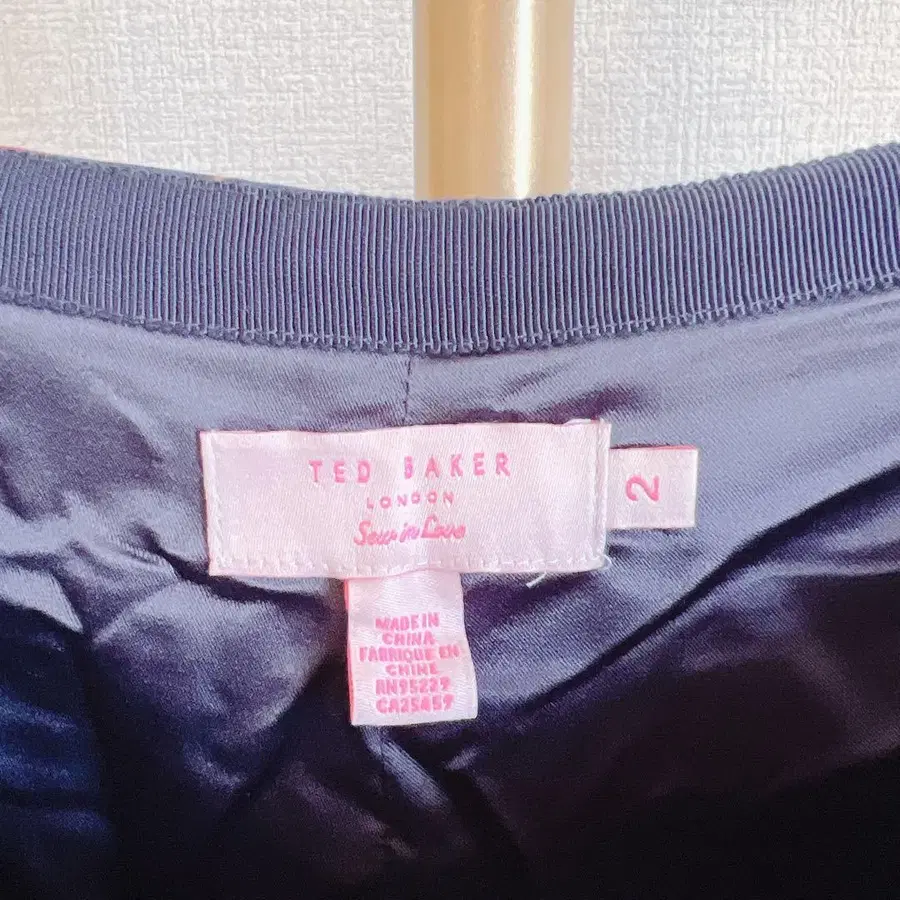 TED BAKER
LONDON
Sew in Love
2
MADE IN
CHINA
FABRIQUE EN
CHINE
RN95229
CA25457